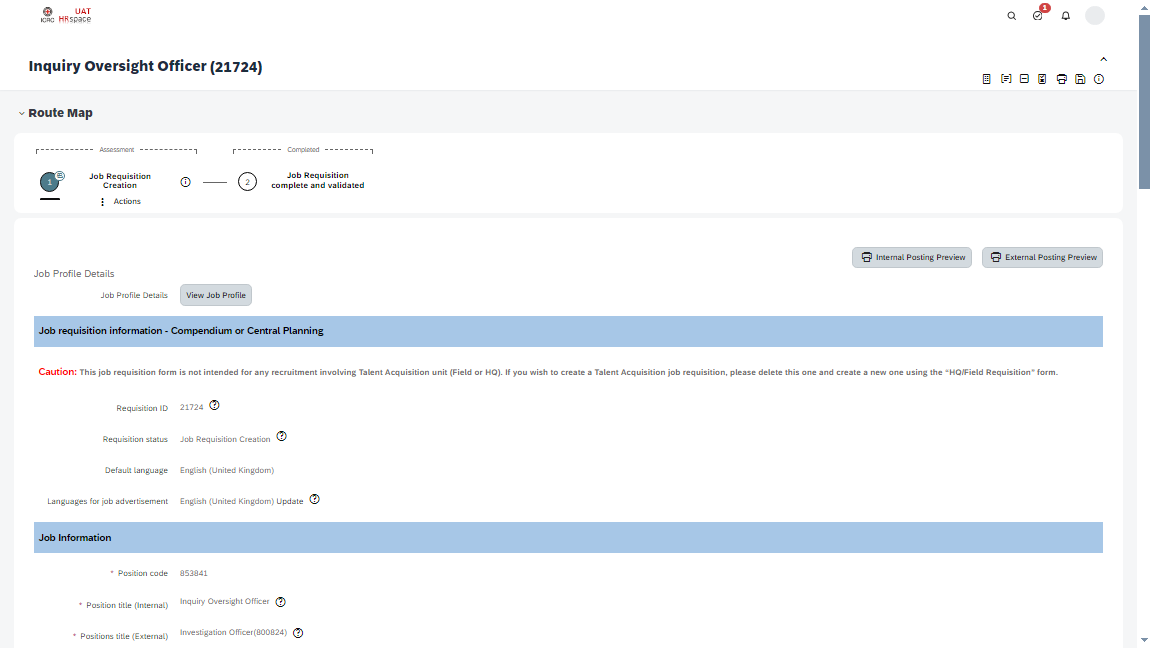 ICRC
UAT
HRspace
1
Inquiry Oversight Officer (21724)
Route Map
Assessment
Completed
1
Job Requisition
Creation
2
Job Requisition
complete and validated
Actions
Internal Posting Preview
External Posting Preview
Job Profile Details
Job Profile Details
View Job Profile
Job requisition information - Compendium or Central Planning
Caution: This job requisition form is not intended for any recruitment involving Talent Acquisition unit (Field or HQ). If you wish to create a Talent Acquisition job requisition, please delete this one and create a new one using the "HQ/Field Requisition" form.
Requisition ID 21724
Requisition status Job Requisition Creation
Default language English (United Kingdom)
Languages for job advertisement English (United Kingdom) Update
Job Information
* Position code 853841
* Position title (Internal) Inquiry Oversight Officer
* Positions title (External) Investigation Officer(800824)